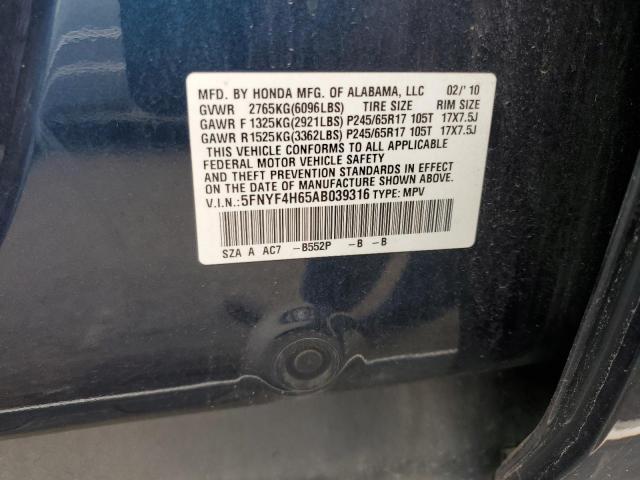 MFD. BY HONDA MFG. OF ALABAMA, LLC 02/'10
GVWR 2765KG(6096LBS) TIRE SIZE RIM SIZE
GAWR F 1325KG(2921LBS) P245/65R17 105T 17X7.5J
GAWR R1525KG(3362LBS) P245/65R17 105T 17X7.5J
THIS VEHICLE CONFORMS TO ALL APPLICABLE
FEDERAL MOTOR VEHICLE SAFETY
AND THEFT PREVENTION STANDARDS IN EFFECT
ON THE DATE OF MANUFACTURE SHOWN ABOVE.
V.I.N.: 5FNYF4H65AB039316 TYPE: MPV
SZA A AC7 -B552P -B -B